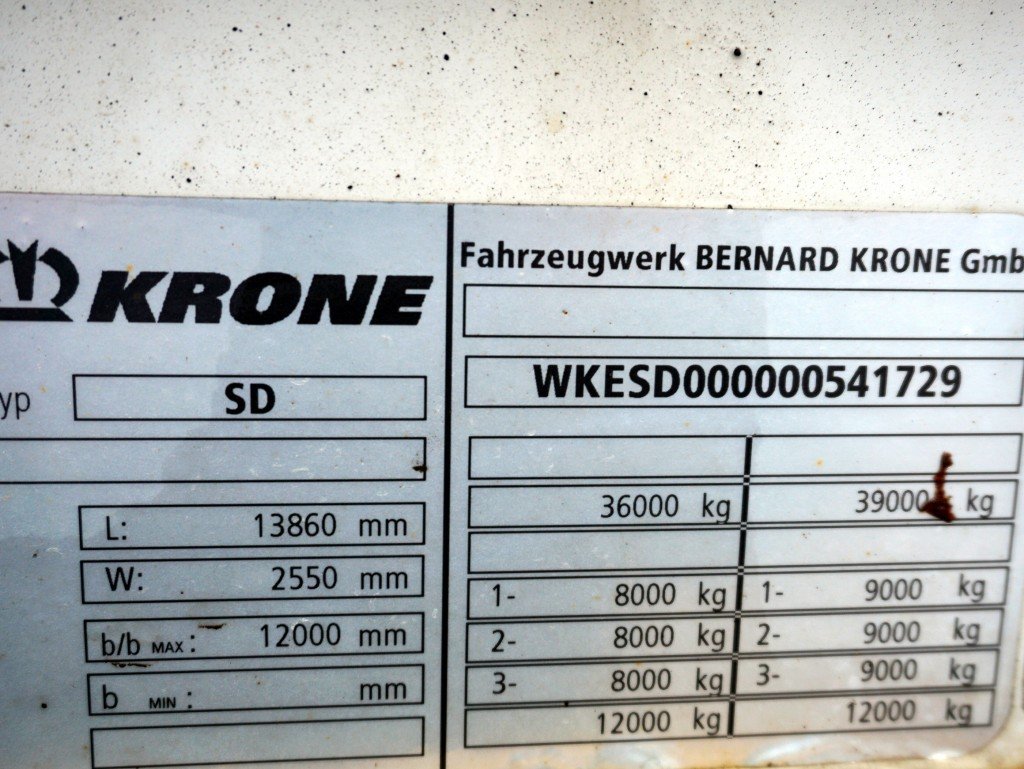 KRONE
yp SD
L: 13860 mm
W: 2550 mm
b/b MAX: 12000 mm
b MIN: mm
Fahrzeugwerk BERNARD KRONE Gmb
WKESD000000541729
36000 kg 39000 kg
1- 8000 kg 1- 9000 kg
2- 8000 kg 2- 9000 kg
3- 8000 kg 3- 9000 kg
12000 kg 12000 kg